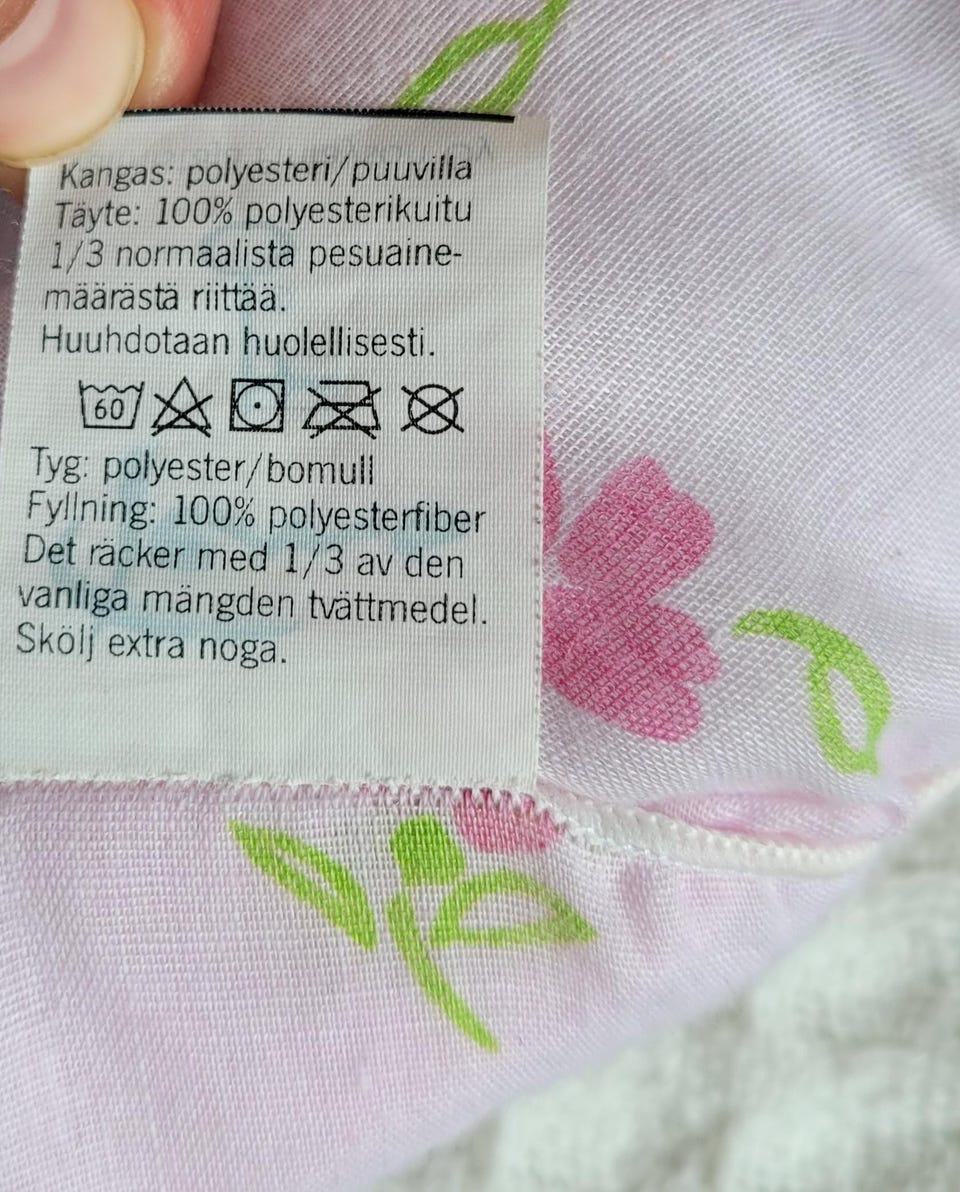 Kangas: polyesteri/puuvilla
Täyte: 100% polyesterikuitu
1/3 normaalista pesuaine-
määrästä riittää.
Huuhdotaan huolellisesti.
60
Tyg: polyester/bomull
Fyllning: 100% polyesterfiber
Det räcker med 1/3 av den
vanliga mängden tvättmedel.
Skölj extra noga.